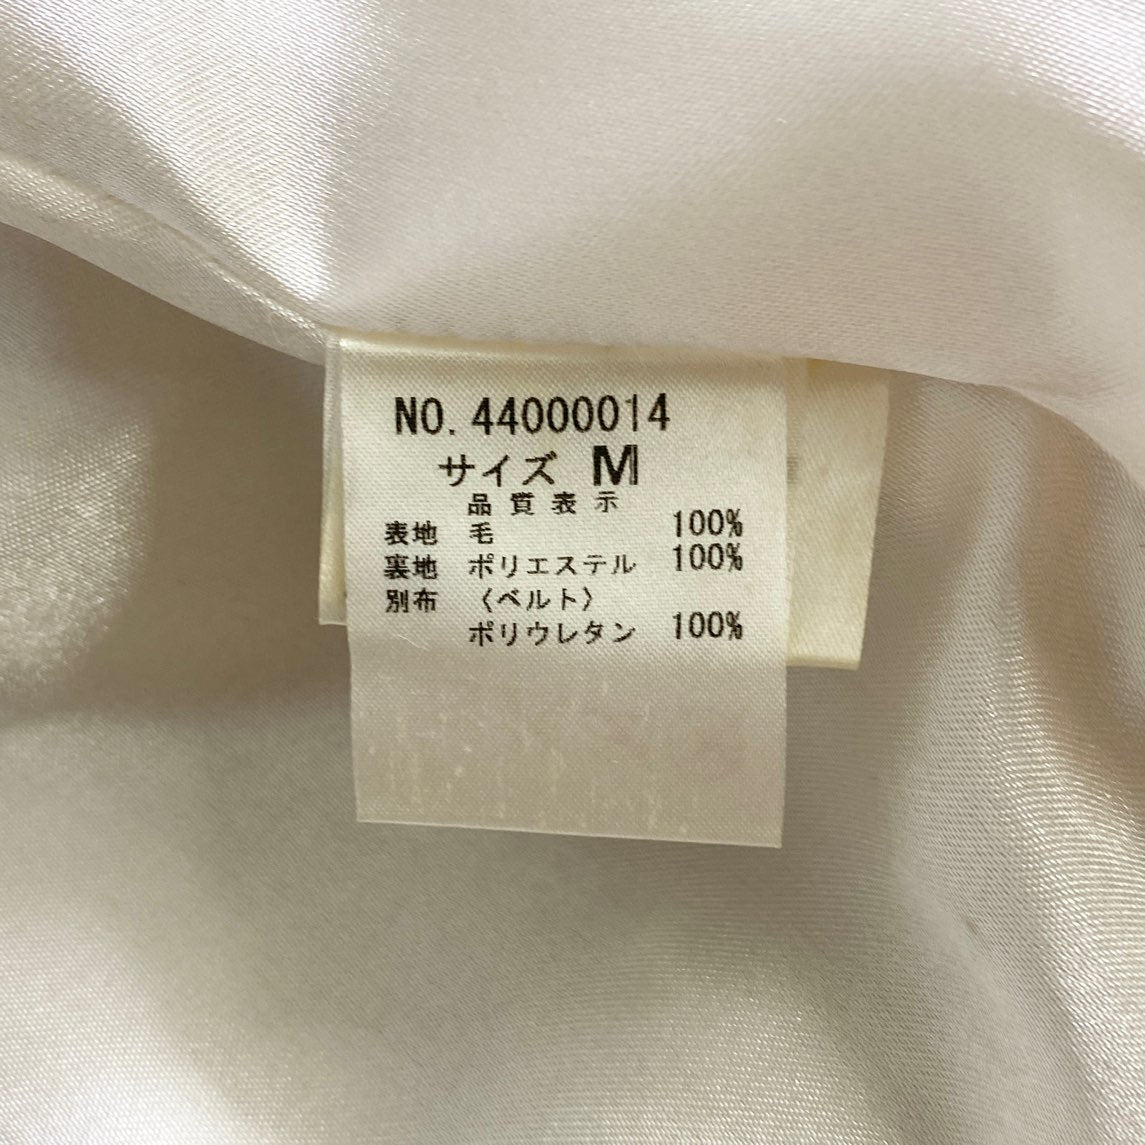 NO. 44000014
サイズ M
品質表示
表地 毛 100%
裏地 ポリエステル 100%
別布 〈ベルト〉
ポリウレタン 100%